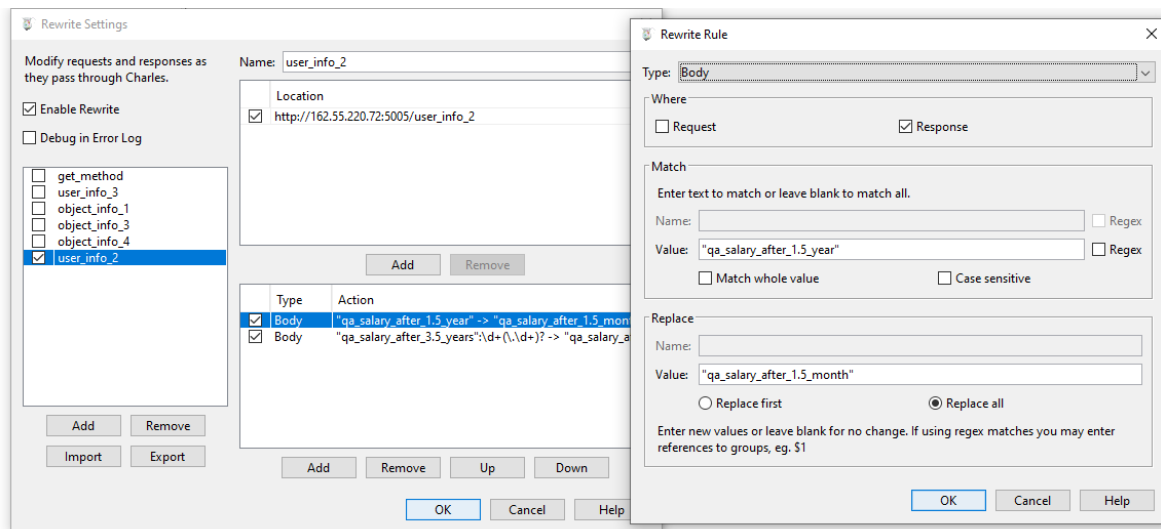 Rewrite Settings
Modify requests and responses as
they pass through Charles.
Enable Rewrite
Debug in Error Log
get_method
user_info_3
object_info_1
object_info_3
object_info_4
user_info_2
Add Remove
Import Export
Name: user_info_2
Location
http://162.55.220.72:5005/user_info_2
Add Remove
Type Action
Body "qa_salary_after_1.5_year" -> "qa_salary_after_1.5_mont
Body "qa_salary_after_3.5_years":\d+(\.\d+)? -> "qa_salary_a
Add Remove Up Down
OK Cancel Help
Rewrite Rule
Type: Body
Where
Request Response
Match
Enter text to match or leave blank to match all.
Name: Regex
Value: "qa_salary_after_1.5_year" Regex
Match whole value Case sensitive
Replace
Name:
Value: "qa_salary_after_1.5_month"
Replace first Replace all
Enter new values or leave blank for no change. If using regex matches you may enter
references to groups, eg. $1
OK Cancel Help